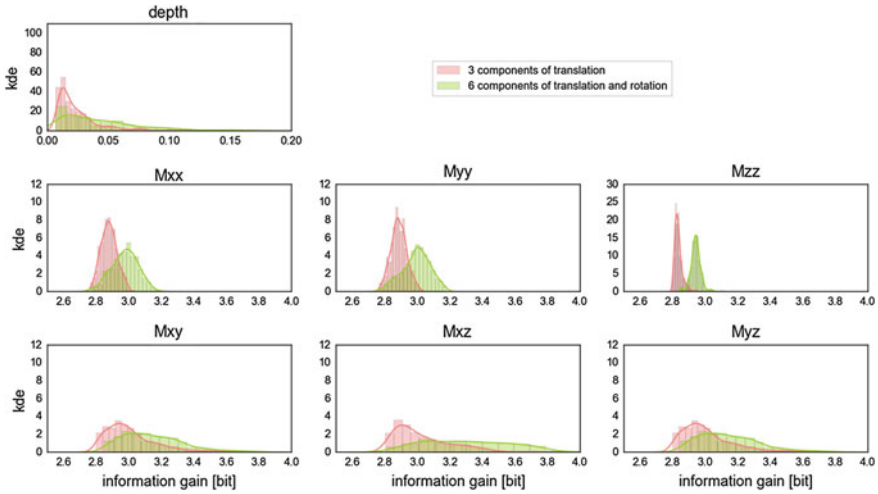 depth
kde
100
80
60
40
20
0
0.00 0.05 0.10 0.15 0.20
3 components of translation
6 components of translation and rotation
Mxx
kde
12
10
8
6
4
2
0
2.6 2.8 3.0 3.2 3.4 3.6 3.8 4.0
Myy
12
10
8
6
4
2
0
2.6 2.8 3.0 3.2 3.4 3.6 3.8 4.0
Mzz
30
25
20
15
10
5
0
2.6 2.8 3.0 3.2 3.4 3.6 3.8 4.0
Mxy
kde
12
10
8
6
4
2
0
2.6 2.8 3.0 3.2 3.4 3.6 3.8 4.0
information gain [bit]
Mxz
12
10
8
6
4
2
0
2.6 2.8 3.0 3.2 3.4 3.6 3.8 4.0
information gain [bit]
Myz
12
10
8
6
4
2
0
2.6 2.8 3.0 3.2 3.4 3.6 3.8 4.0
information gain [bit]